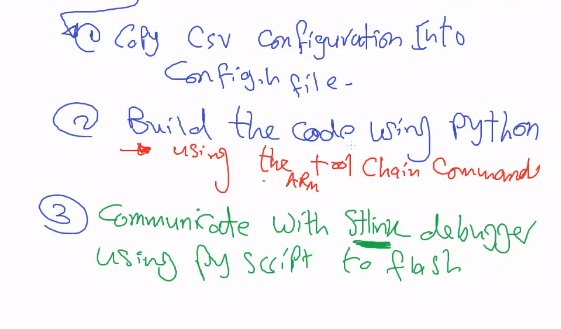 ① Copy Csv configuration Into
Config.h file-
② Build the code using python
→ using the ARM tool Chain Commands
③ Communicate with Stlink debugger
using py script to flash